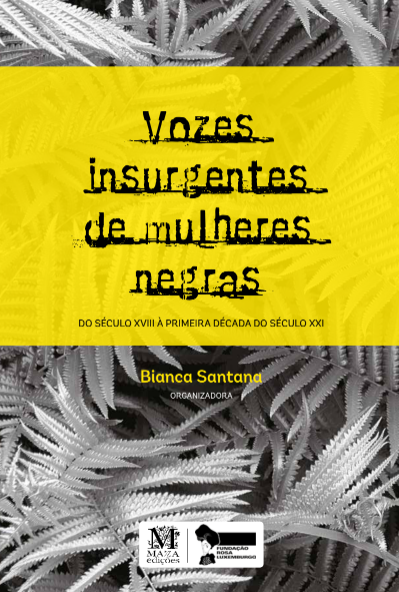 Vozes
insurgentes
de mulheres
negras
DO SÉCULO XVIII À PRIMEIRA DÉCADA DO SÉCULO XXI
Bianca Santana
ORGANIZADORA
M
MAZA
edições
FUNDAÇÃO
ROSA
LUXEMBURGO